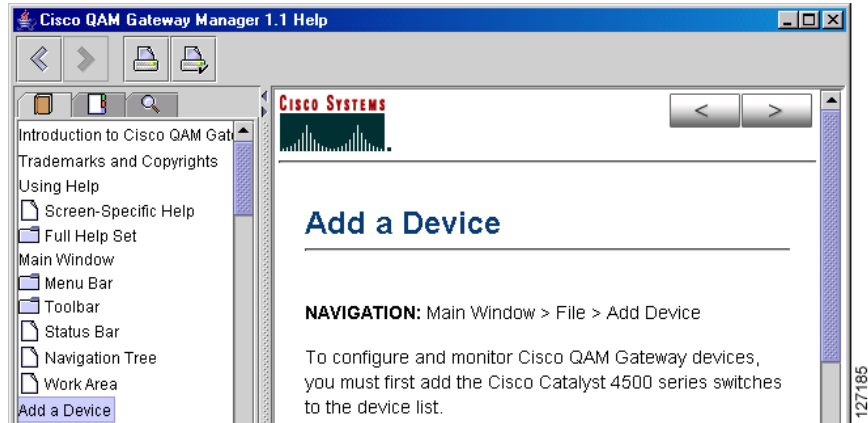 Cisco QAM Gateway Manager 1.1 Help
Introduction to Cisco QAM Gat
Trademarks and Copyrights
Using Help
Screen-Specific Help
Full Help Set
Main Window
Menu Bar
Toolbar
Status Bar
Navigation Tree
Work Area
Add a Device
CISCO SYSTEMS
< >
Add a Device
NAVIGATION: Main Window > File > Add Device
To configure and monitor Cisco QAM Gateway devices,
you must first add the Cisco Catalyst 4500 series switches
to the device list.
127185